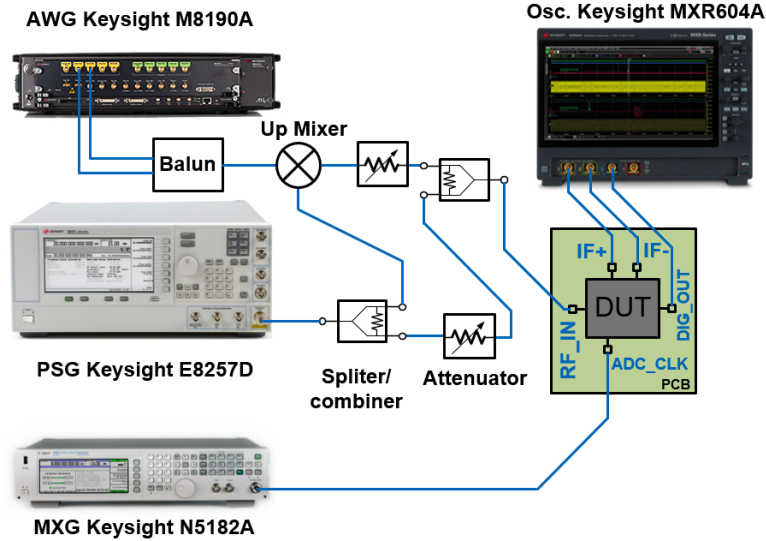 AWG Keysight M8190A
Osc. Keysight MXR604A
Up Mixer
Balun
IF+
IF-
DUT
RF_IN
DIG_OUT
ADC_CLK
PCB
PSG Keysight E8257D
Spliter/
combiner
Attenuator
MXG Keysight N5182A